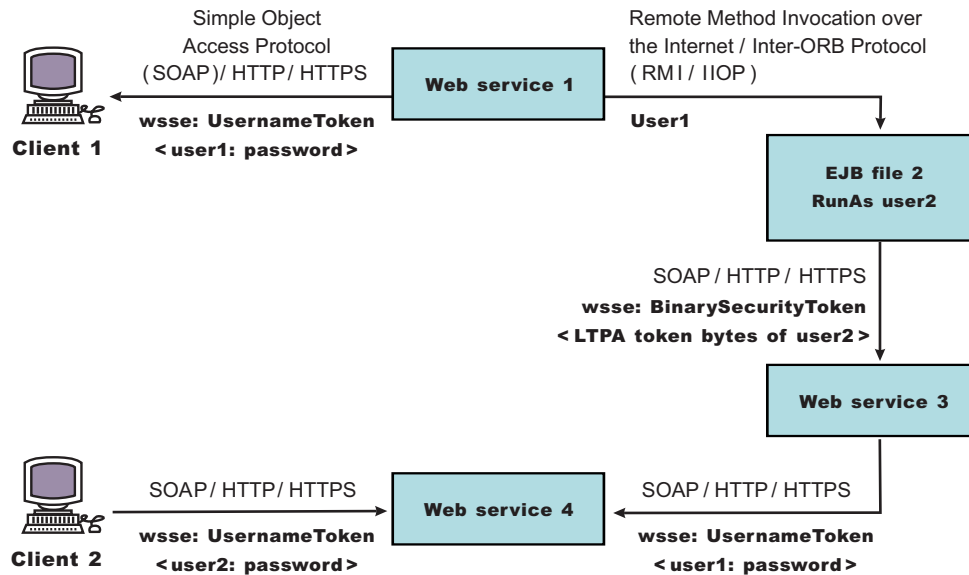 Simple Object
Access Protocol
(SOAP)/ HTTP/ HTTPS
Remote Method Invocation over
the Internet / Inter-ORB Protocol
(RMI / IIOP)
Web service 1
wsse: UsernameToken
<user1: password>
User1
Client 1
EJB file 2
RunAs user2
SOAP / HTTP / HTTPS
wsse: BinarySecurityToken
<LTPA token bytes of user2>
Web service 3
SOAP / HTTP / HTTPS
Web service 4
SOAP / HTTP / HTTPS
wsse: UsernameToken
<user2: password>
wsse: UsernameToken
<user1: password>
Client 2